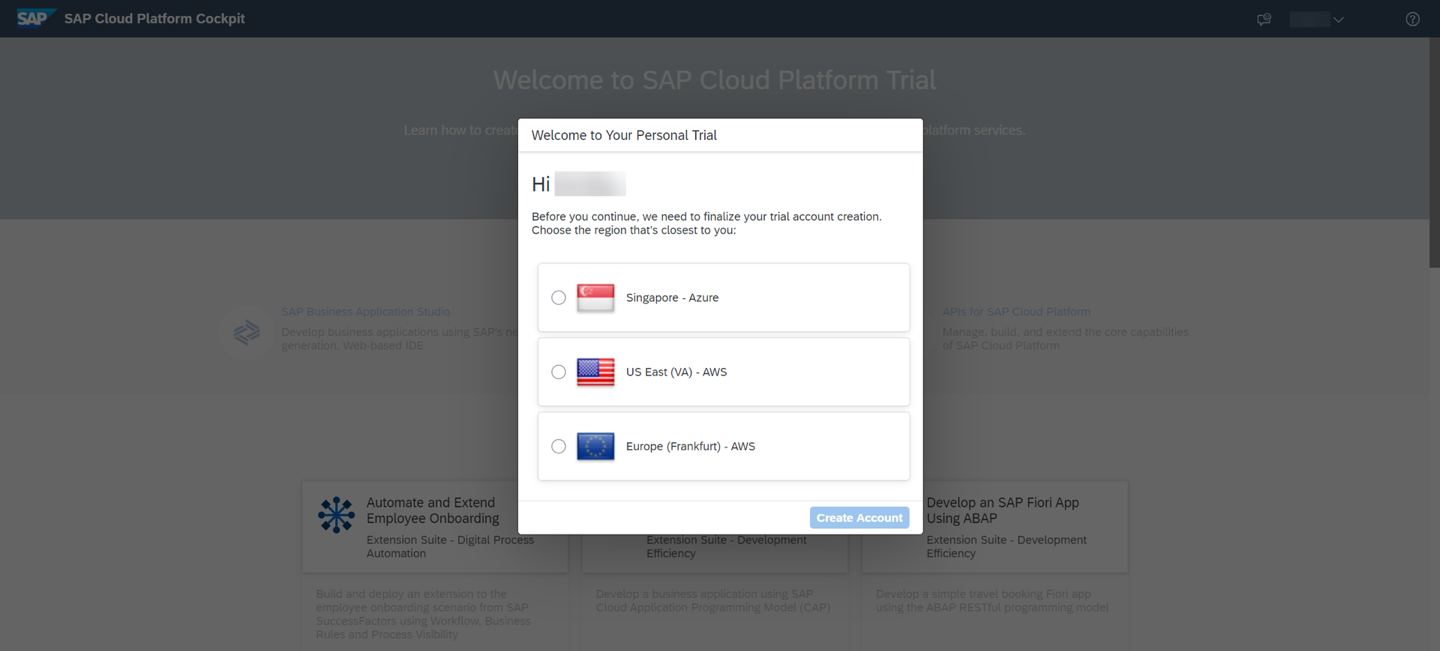 SAP SAP Cloud Platform Cockpit
Welcome to SAP Cloud Platform Trial
Learn how to create
platform services.
Welcome to Your Personal Trial
Hi
Before you continue, we need to finalize your trial account creation.
Choose the region that's closest to you:
Singapore - Azure
US East (VA) - AWS
Europe (Frankfurt) - AWS
Create Account
SAP Business Application Studio
Develop business applications using SAP's
generation, Web-based IDE
APIs for SAP Cloud Platform
Manage, build, and extend the core capabilities
of SAP Cloud Platform
Automate and Extend
Employee Onboarding
Extension Suite - Digital Process
Automation
Build and deploy an extension to the
employee onboarding scenario from SAP
SuccessFactors using Workflow, Business
Rules and Process Visibility
Extension Suite - Development
Efficiency
Develop a business application using SAP
Cloud Application Programming Model (CAP)
Develop an SAP Fiori App
Using ABAP
Extension Suite - Development
Efficiency
Develop a simple travel booking Fiori app
using the ABAP RESTful programming model